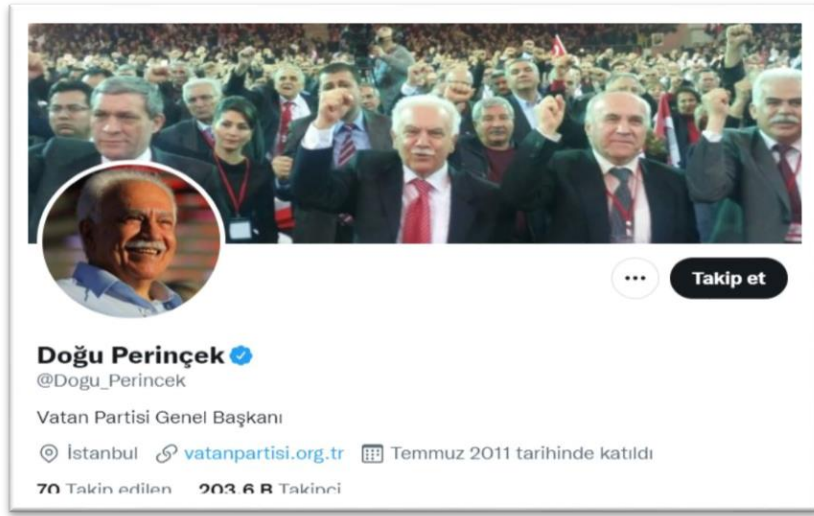 Takip et
Doğu Perinçek
@Dogu_Perincek
Vatan Partisi Genel Başkanı
İstanbul vatanpartisi.org.tr Temmuz 2011 tarihinde katıldı
70 Takip edilen 203,6 B Takipçi